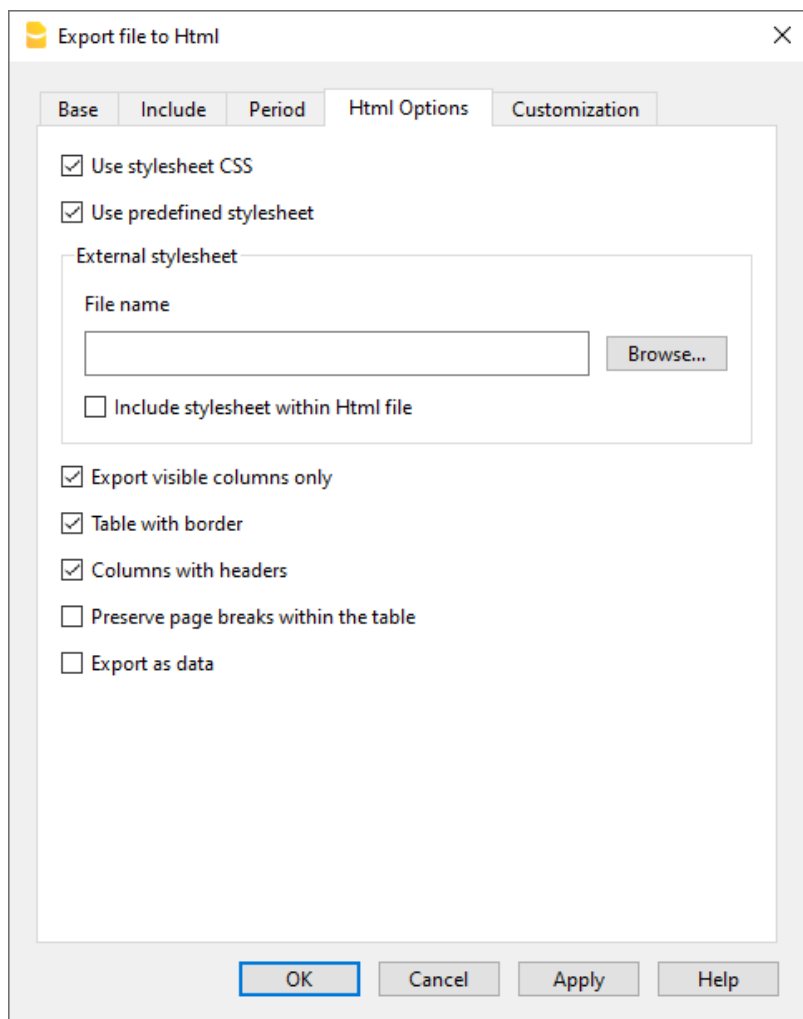 Export file to Html
Base Include Period Html Options Customization
Use stylesheet CSS
Use predefined stylesheet
External stylesheet
File name
Browse...
Include stylesheet within Html file
Export visible columns only
Table with border
Columns with headers
Preserve page breaks within the table
Export as data
OK Cancel Apply Help